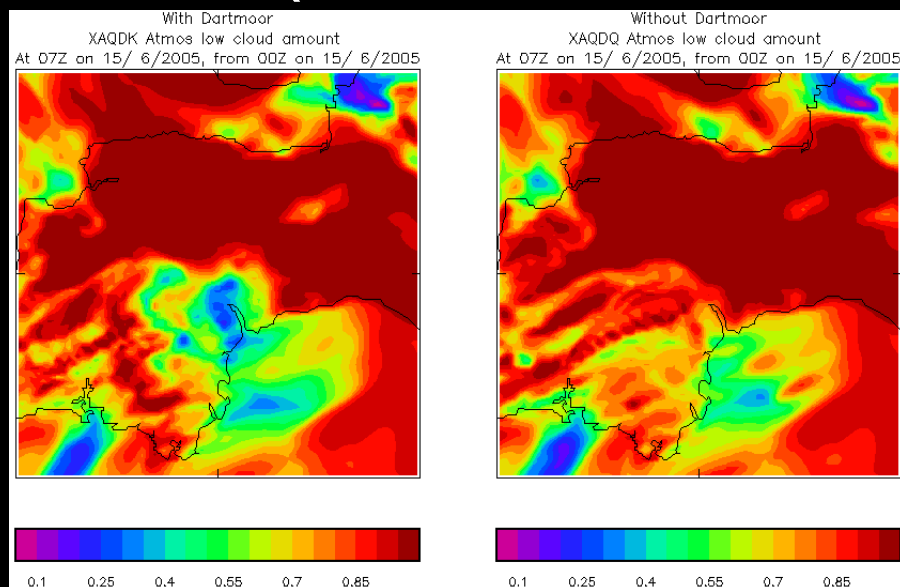 With Dartmoor
XAQDK Atmos low cloud amount
At 07Z on 15/ 6/2005, from 00Z on 15/ 6/2005
0.1 0.25 0.4 0.55 0.7 0.85
Without Dartmoor
XAQDQ Atmos low cloud amount
At 07Z on 15/ 6/2005, from 00Z on 15/ 6/2005
0.1 0.25 0.4 0.55 0.7 0.85